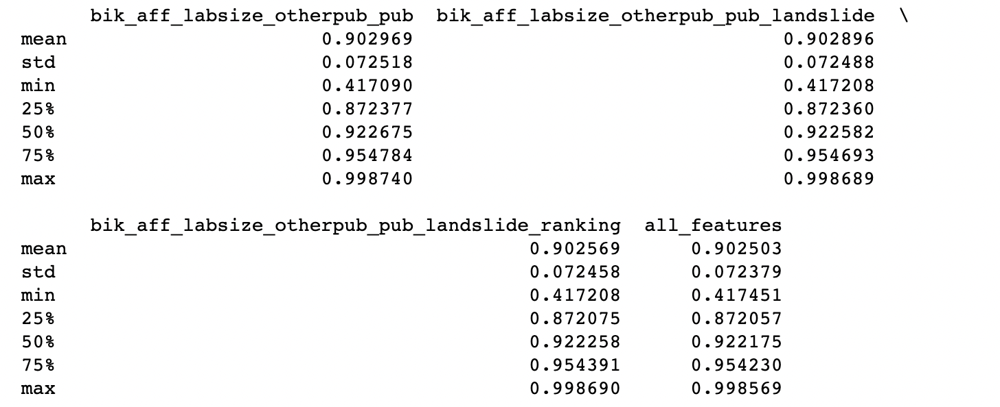 bik_aff_labsize_otherpub_pub bik_aff_labsize_otherpub_pub_landslide \
mean 0.902969 0.902896
std 0.072518 0.072488
min 0.417090 0.417208
25% 0.872377 0.872360
50% 0.922675 0.922582
75% 0.954784 0.954693
max 0.998740 0.998689
bik_aff_labsize_otherpub_pub_landslide_ranking all_features
mean 0.902569 0.902503
std 0.072458 0.072379
min 0.417208 0.417451
25% 0.872075 0.872057
50% 0.922258 0.922175
75% 0.954391 0.954230
max 0.998690 0.998569